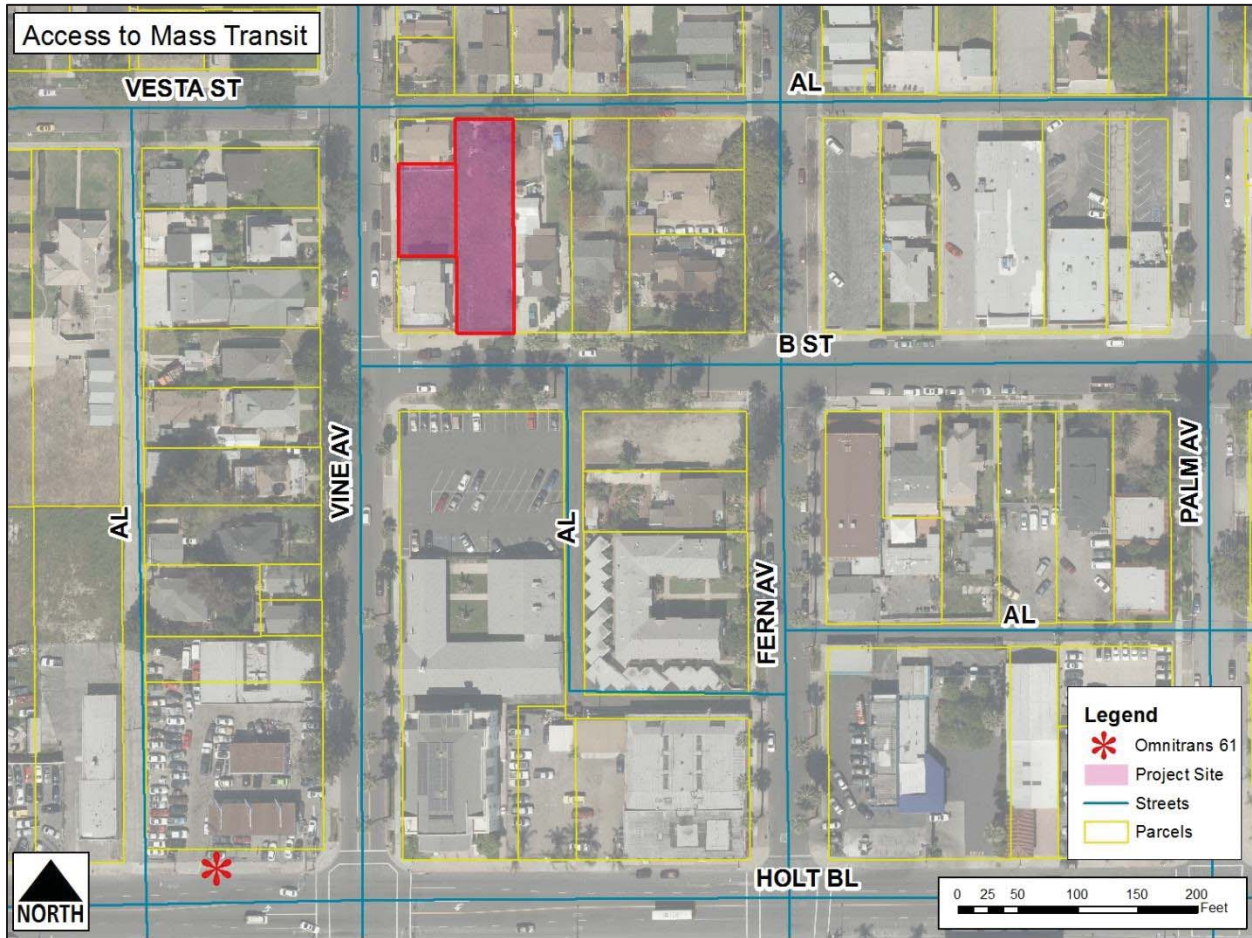 Access to Mass Transit
VESTA ST
AL
B ST
VINE AV
AL
AL
FERN AV
PALM AV
AL
HOLT BL
NORTH
Legend
Omnitrans 61
Project Site
Streets
Parcels
0 25 50 100 150 200
Feet